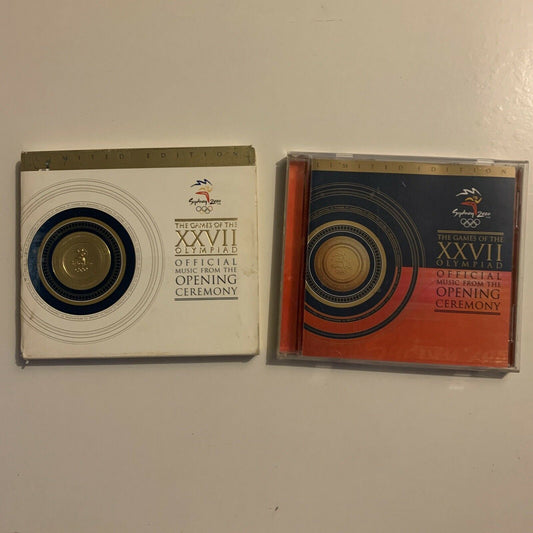 LIMITED EDITION
Sydney 2000
THE GAMES OF THE
XXVII
OLYMPIAD
OFFICIAL
MUSIC FROM THE
OPENING
CEREMONY
LIMITED EDITION
Sydney 2000
THE GAMES OF THE
XXVII
OLYMPIAD
OFFICIAL
MUSIC FROM THE
OPENING
CEREMONY